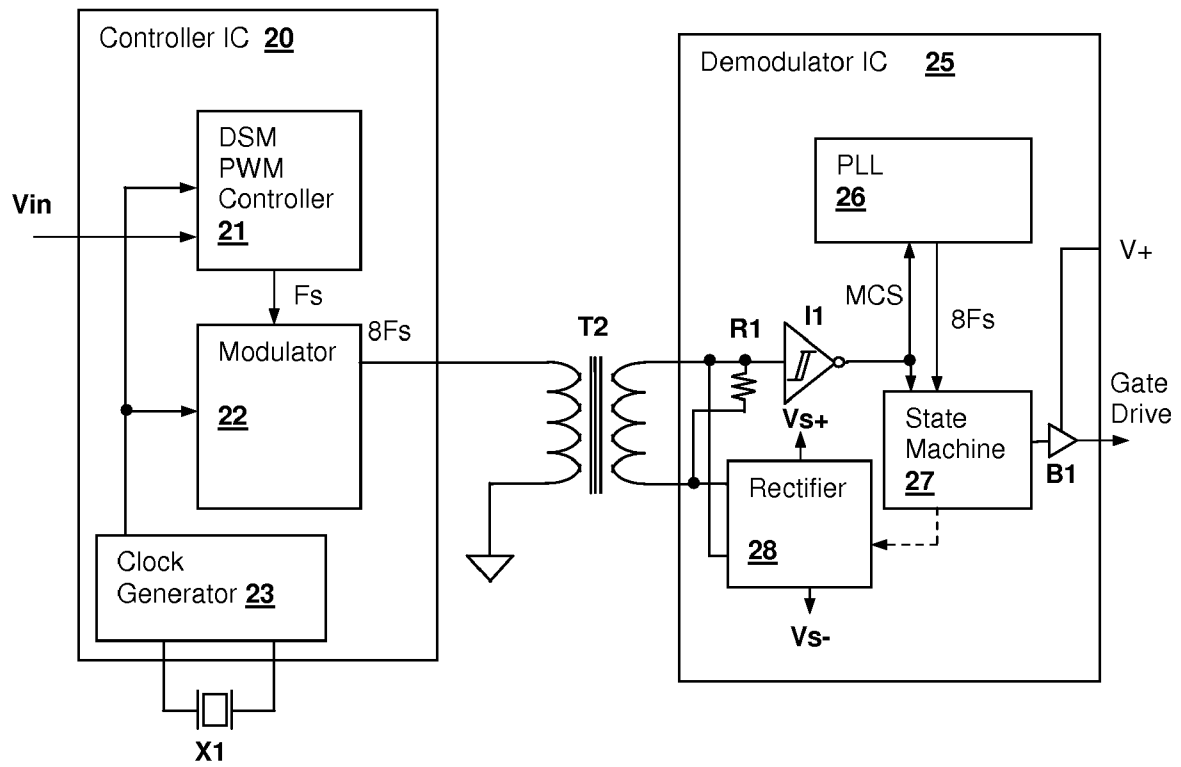 Controller IC 20
Demodulator IC 25
DSM
PWM
Controller
21
Vin
Fs
Modulator
22
8Fs
Clock
Generator 23
X1
T2
R1
I1
PLL
26
MCS
8Fs
V+
Vs+
Rectifier
28
Vs-
State
Machine
27
B1
Gate
Drive